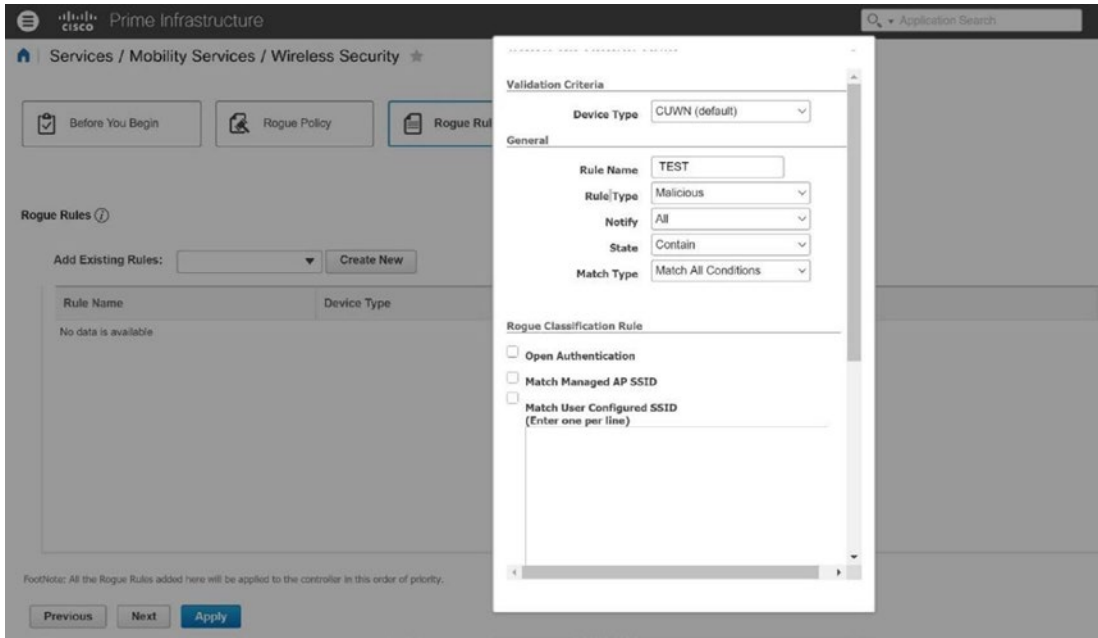 cisco Prime Infrastructure
Application Search
Services / Mobility Services / Wireless Security
Before You Begin
Rogue Policy
Rogue Rul
Rogue Rules
Add Existing Rules:
Create New
Rule Name Device Type
No data is available
FootNote: All the Rogue Rules added here will be applied to the controller in this order of priority.
Previous
Next
Apply
Validation Criteria
Device Type CUWN (default)
General
Rule Name TEST
Rule Type Malicious
Notify All
State Contain
Match Type Match All Conditions
Rogue Classification Rule
Open Authentication
Match Managed AP SSID
Match User Configured SSID
(Enter one per line)